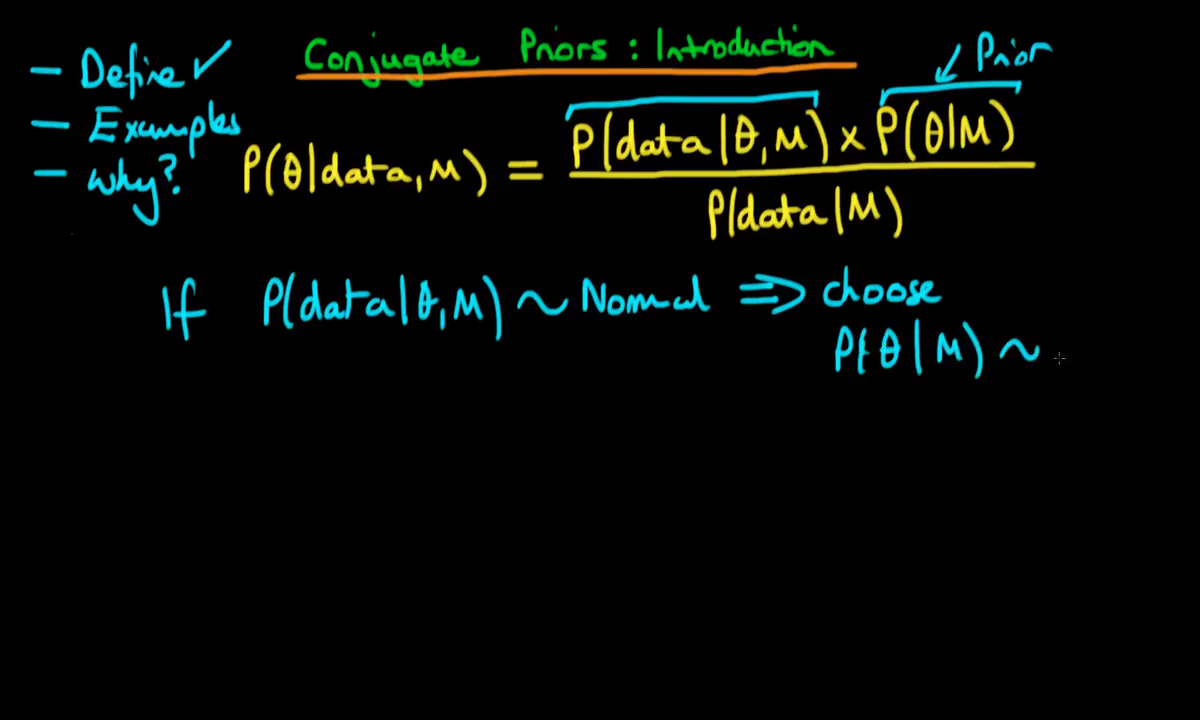 Conjugate Priors : Introduction
– Define ✓
– Examples
– Why?
Prior
P(θ|data, M) = P(data|θ, M) × P(θ|M)
P(data|M)
If P(data|θ, M) ~ Normal ⇒ choose
P(θ|M) ~